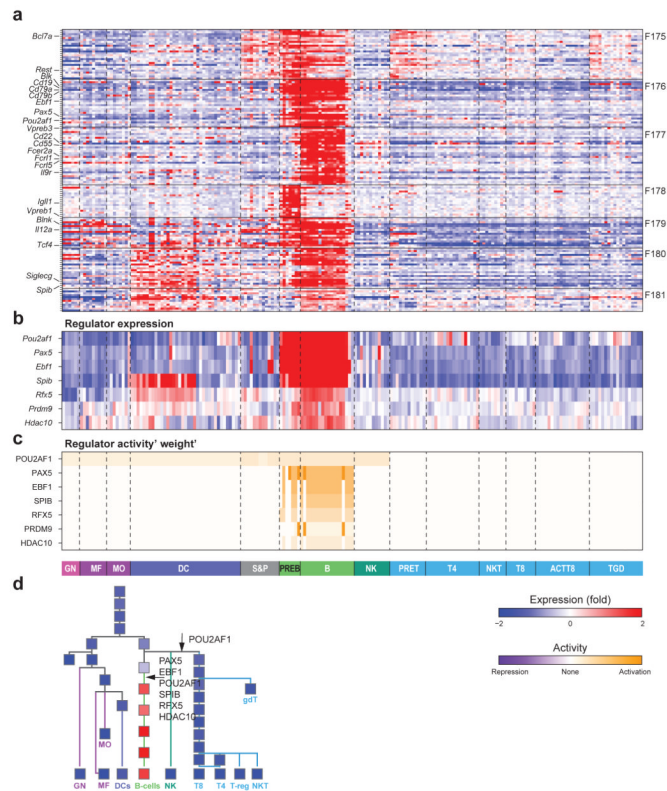 a
Bcl7a
F175
Rest
Blk
Cd19
F176
Cd79a
Cd79b
Ebf1
Pax5
Pou2af1
Vpreb3
F177
Cd22
Cd55
Fcer2a
Fcrl1
Fcrl5
Il9r
F178
Igll1
Vpreb1
Blnk
F179
Il12a
Tcf4
F180
Siglecg
Spib
F181
b Regulator expression
Pou2af1
Pax5
Ebf1
Spib
Rfx5
Prdm9
Hdac10
c Regulator activity' weight'
POU2AF1
PAX5
EBF1
SPIB
RFX5
PRDM9
HDAC10
GN MF MO DC S&P PREB B NK PRET T4 NKT T8 ACTT8 TGD
d
POU2AF1
PAX5
EBF1
POU2AF1
SPIB
RFX5
HDAC10
gdT
MO
GN MF DCs B-cells NK T8 T4 T-reg NKT
Expression (fold)
-2 0 2
Activity
Repression None Activation